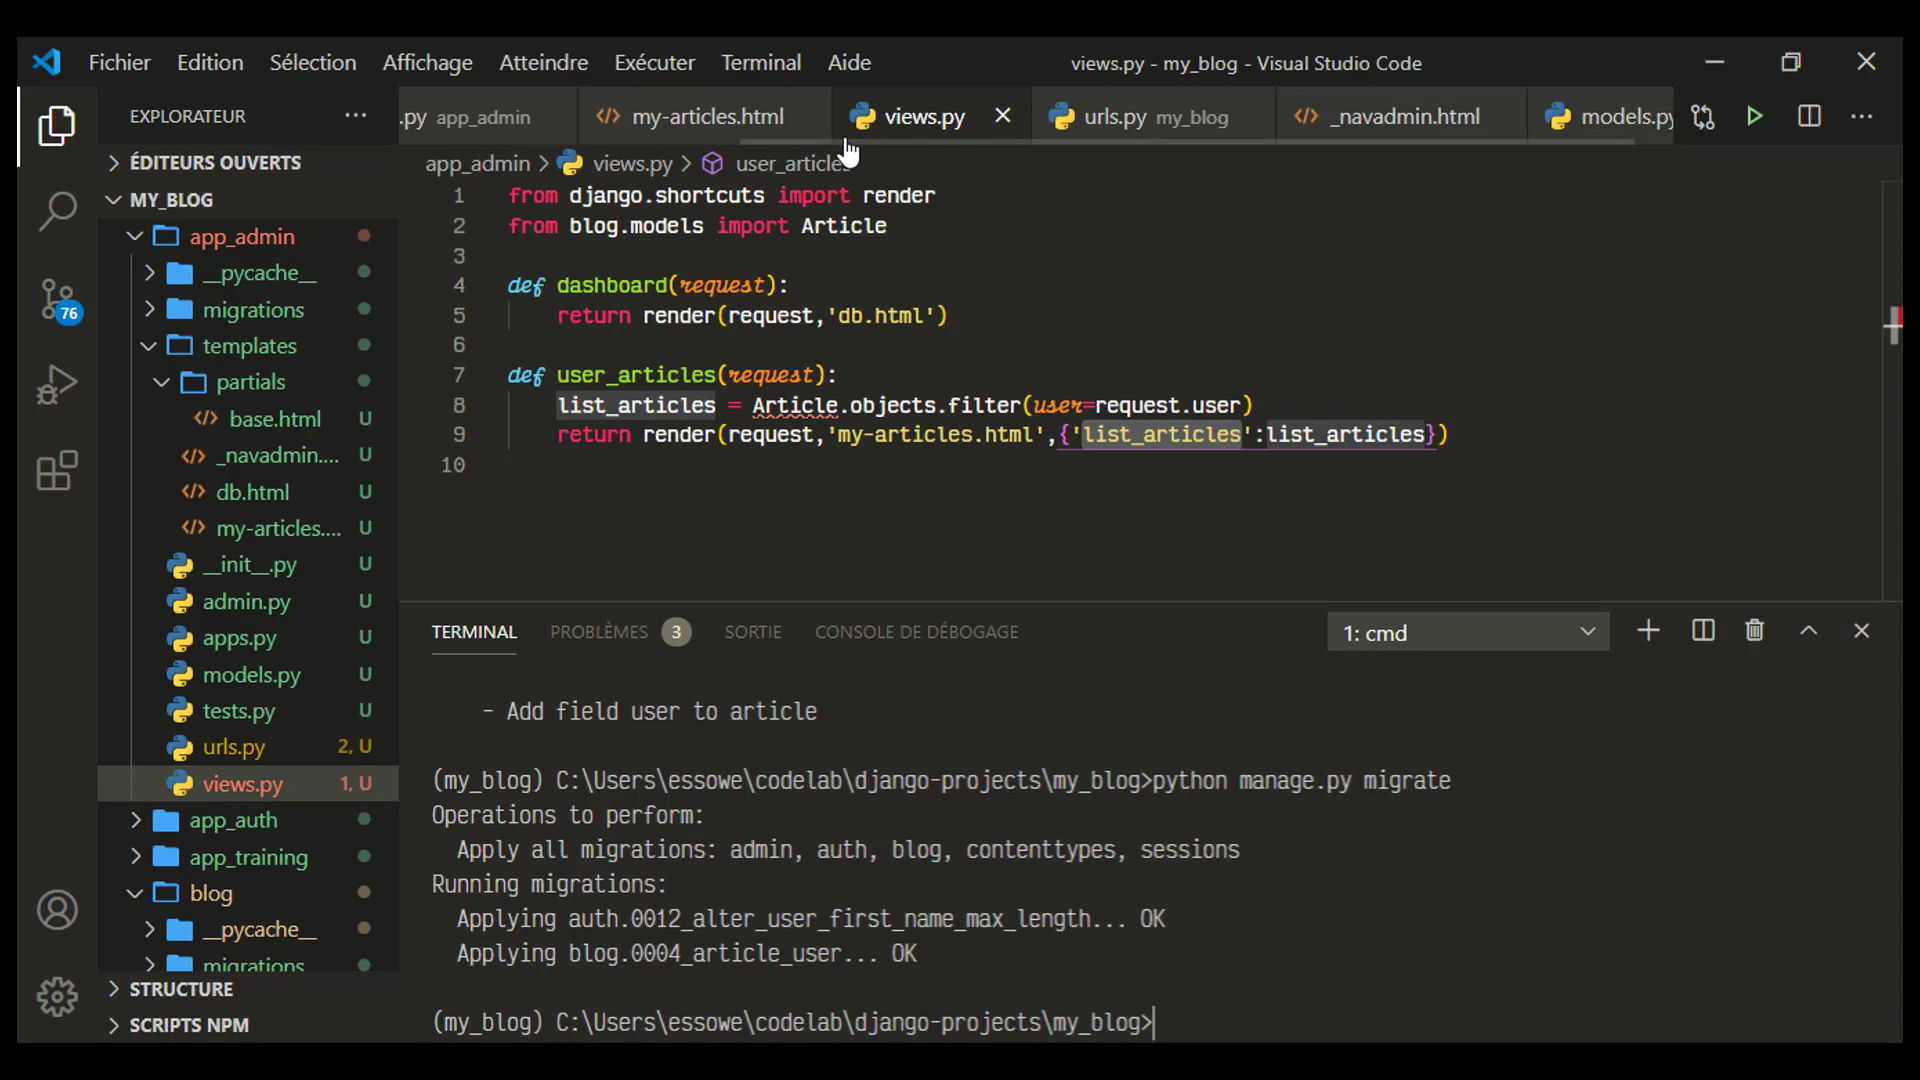 Fichier Edition Sélection Affichage Atteindre Exécuter Terminal Aide views.py - my_blog - Visual Studio Code
EXPLORATEUR
.py app_admin my-articles.html views.py urls.py my_blog _navadmin.html models.py
ÉDITEURS OUVERTS
app_admin > views.py > user_articles
MY_BLOG
app_admin
__pycache__
migrations
templates
partials
base.html U
_navadmin.... U
db.html U
my-articles.... U
__init__.py U
admin.py U
apps.py U
models.py U
tests.py U
urls.py 2, U
views.py 1, U
app_auth
app_training
blog
__pycache__
migrations
STRUCTURE
SCRIPTS NPM
76
1 from django.shortcuts import render
2 from blog.models import Article
3
4 def dashboard(request):
5 return render(request,'db.html')
6
7 def user_articles(request):
8 list_articles = Article.objects.filter(user=request.user)
9 return render(request,'my-articles.html',{'list_articles':list_articles})
10
TERMINAL PROBLÈMES 3 SORTIE CONSOLE DE DÉBOGAGE 1: cmd
- Add field user to article
(my_blog) C:\Users\essowe\codelab\django-projects\my_blog>python manage.py migrate
Operations to perform:
Apply all migrations: admin, auth, blog, contenttypes, sessions
Running migrations:
Applying auth.0012_alter_user_first_name_max_length... OK
Applying blog.0004_article_user... OK
(my_blog) C:\Users\essowe\codelab\django-projects\my_blog>